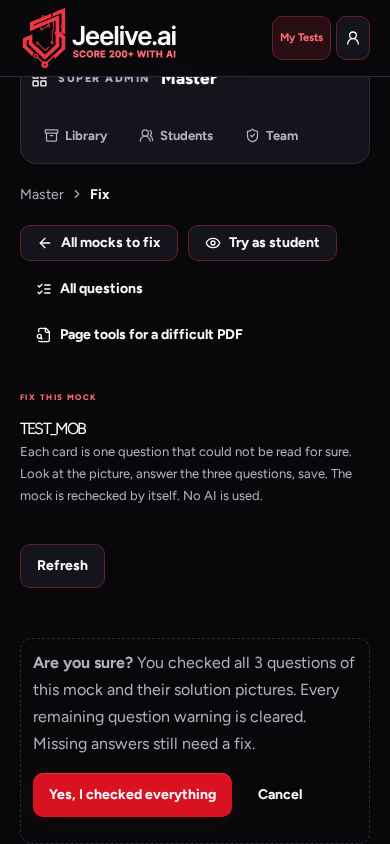 Jeelive.ai
SCORE 200+ WITH AI
My Tests
SUPER ADMIN Master
Library Students Team
Master > Fix
All mocks to fix Try as student
All questions
Page tools for a difficult PDF
FIX THIS MOCK
TEST_MOB
Each card is one question that could not be read for sure.
Look at the picture, answer the three questions, save. The
mock is rechecked by itself. No AI is used.
Refresh
Are you sure? You checked all 3 questions of
this mock and their solution pictures. Every
remaining question warning is cleared.
Missing answers still need a fix.
Yes, I checked everything Cancel